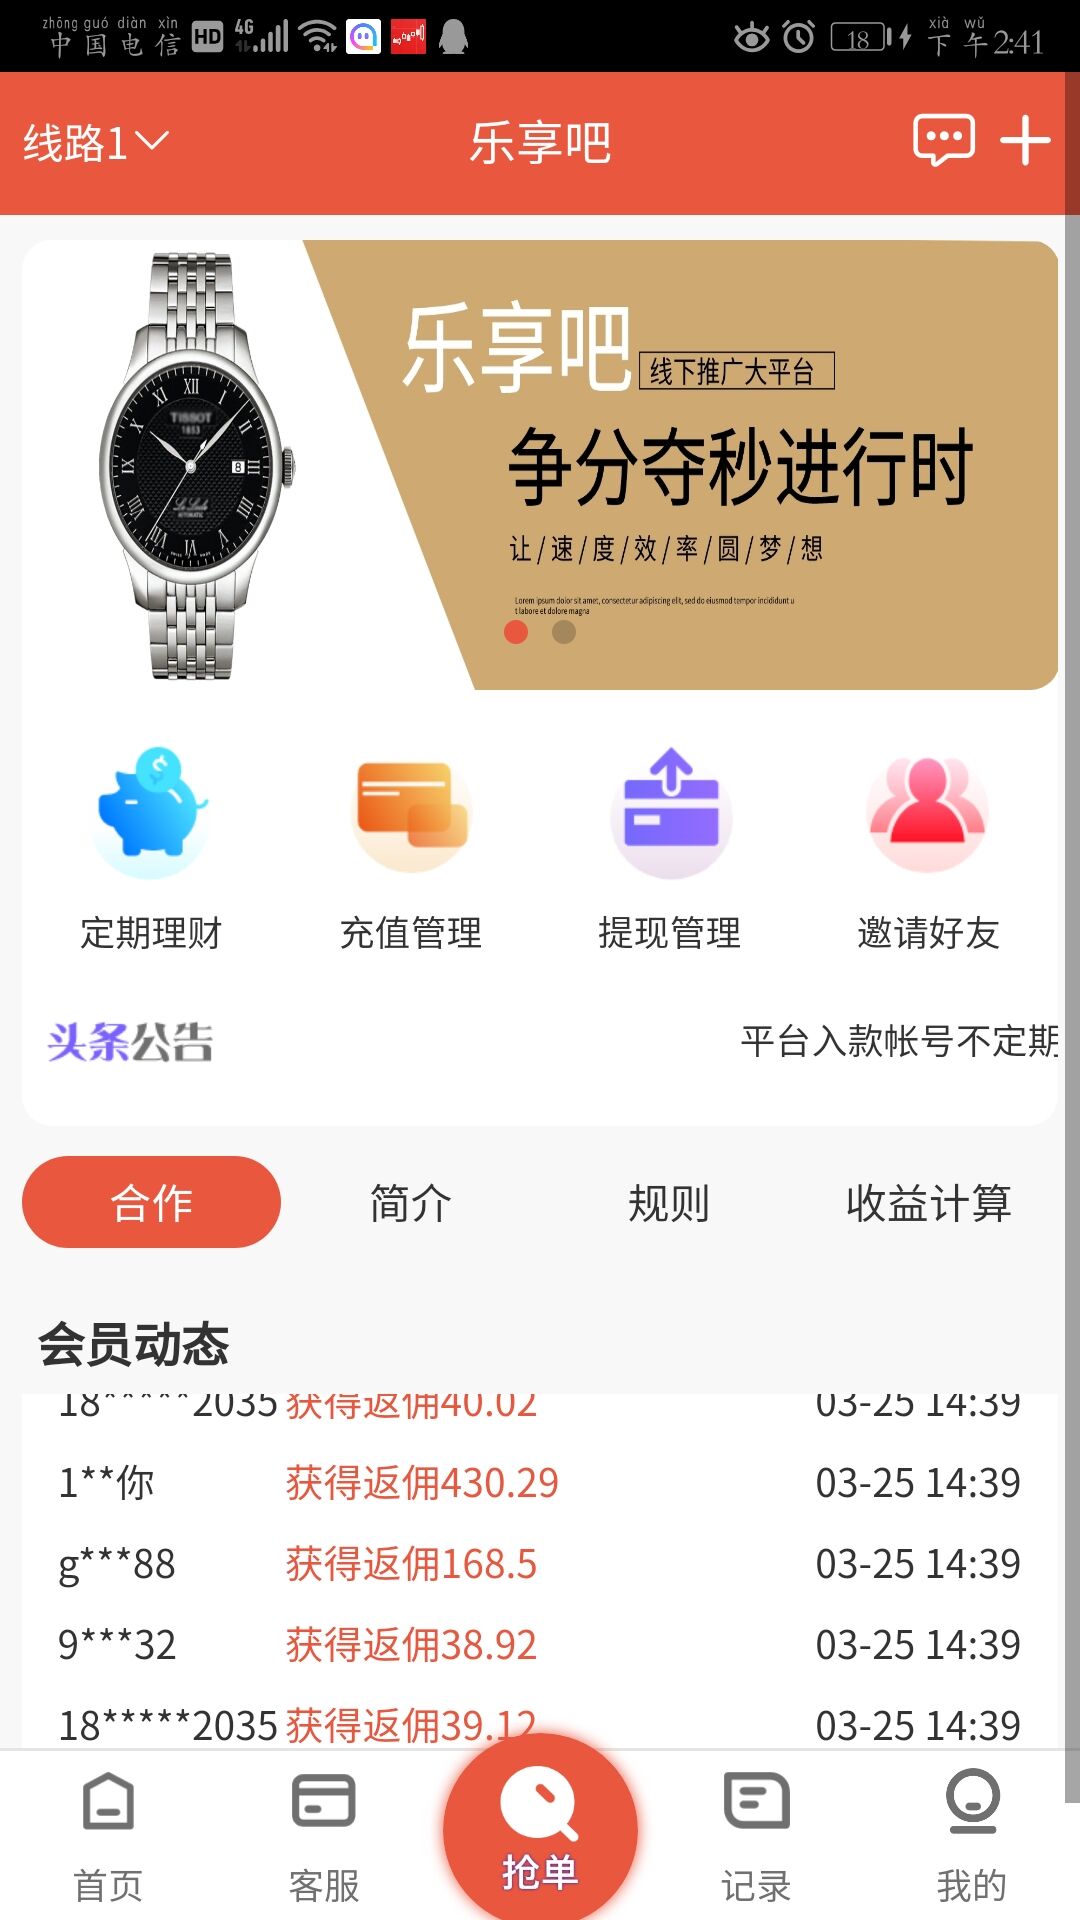 zhōng guó diàn xìn
中国电信 HD 4G 18 下午2:41
xià wǔ
线路1 乐享吧
乐享吧 线下推广大平台
争分夺秒进行时
让/速/度/效/率/圆/梦/想
Lorem ipsum dolor sit amet, consectetur adipiscing elit, sed do eiusmod tempor incididunt u
t labore et dolore magna
TISSOT
1853
8
定期理财 充值管理 提现管理 邀请好友
头条公告 平台入款帐号不定期
合作 简介 规则 收益计算
会员动态
18*****2035 获得返佣40.02 03-25 14:39
1**你 获得返佣430.29 03-25 14:39
g***88 获得返佣168.5 03-25 14:39
9***32 获得返佣38.92 03-25 14:39
18*****2035 获得返佣39.12 03-25 14:39
首页 客服 抢单 记录 我的